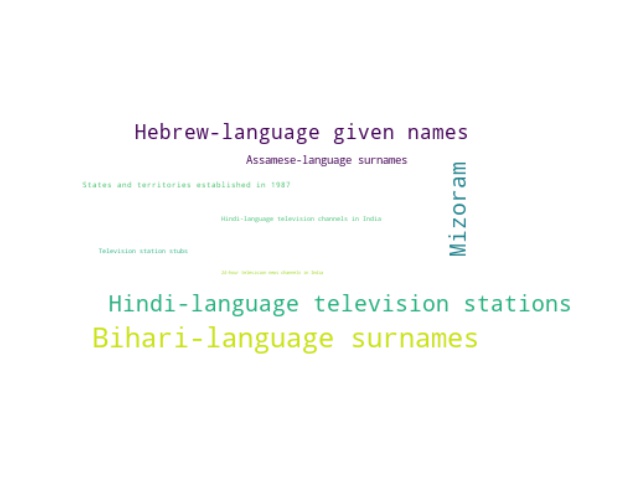 Hebrew-language given names
Assamese-language surnames
Mizoram
States and territories established in 1987
Hindi-language television channels in India
Television station stubs
24-hour television news channels in India
Hindi-language television stations
Bihari-language surnames